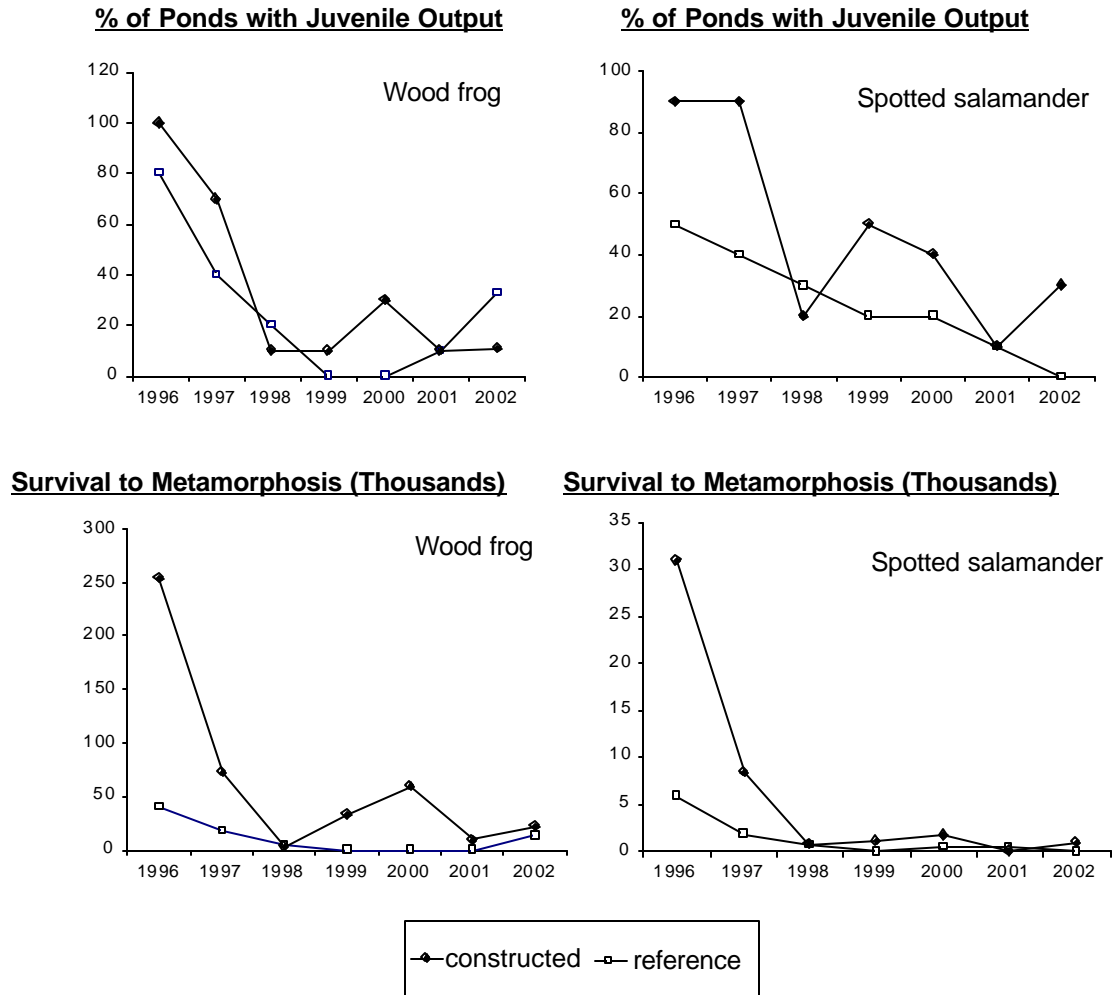 % of Ponds with Juvenile Output
Wood frog
120
100
80
60
40
20
0
1996 1997 1998 1999 2000 2001 2002
% of Ponds with Juvenile Output
Spotted salamander
100
80
60
40
20
0
1996 1997 1998 1999 2000 2001 2002
Survival to Metamorphosis (Thousands)
Wood frog
300
250
200
150
100
50
0
1996 1997 1998 1999 2000 2001 2002
Survival to Metamorphosis (Thousands)
Spotted salamander
35
30
25
20
15
10
5
0
1996 1997 1998 1999 2000 2001 2002
constructed reference